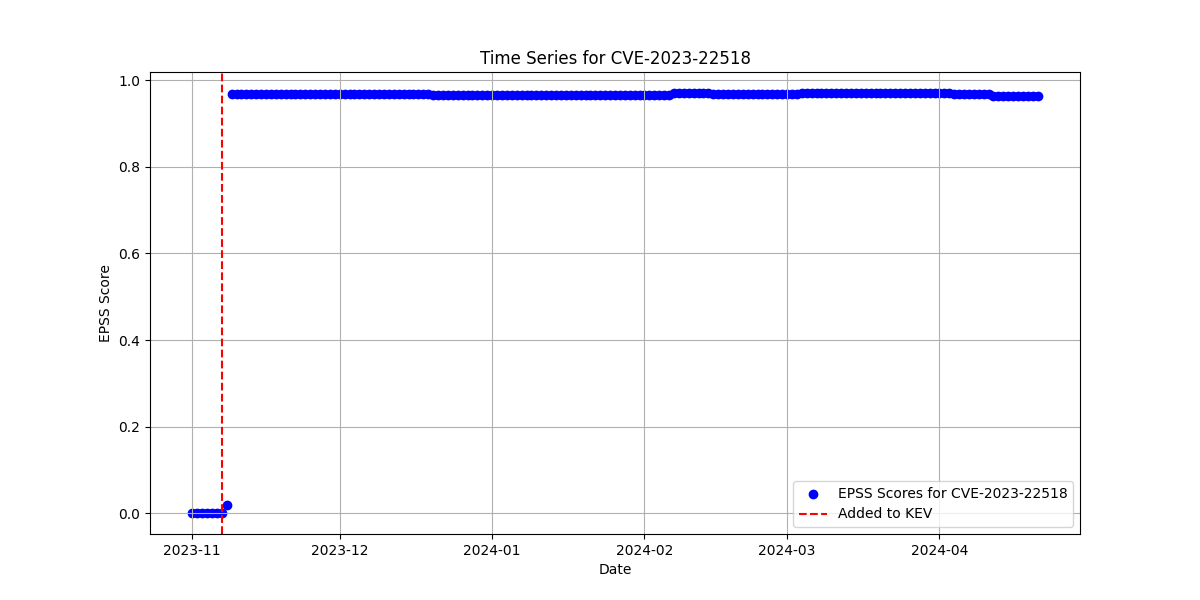 Time Series for CVE-2023-22518
EPSS Score
1.0
0.8
0.6
0.4
0.2
0.0
2023-11
2023-12
2024-01
2024-02
2024-03
2024-04
Date
EPSS Scores for CVE-2023-22518
Added to KEV